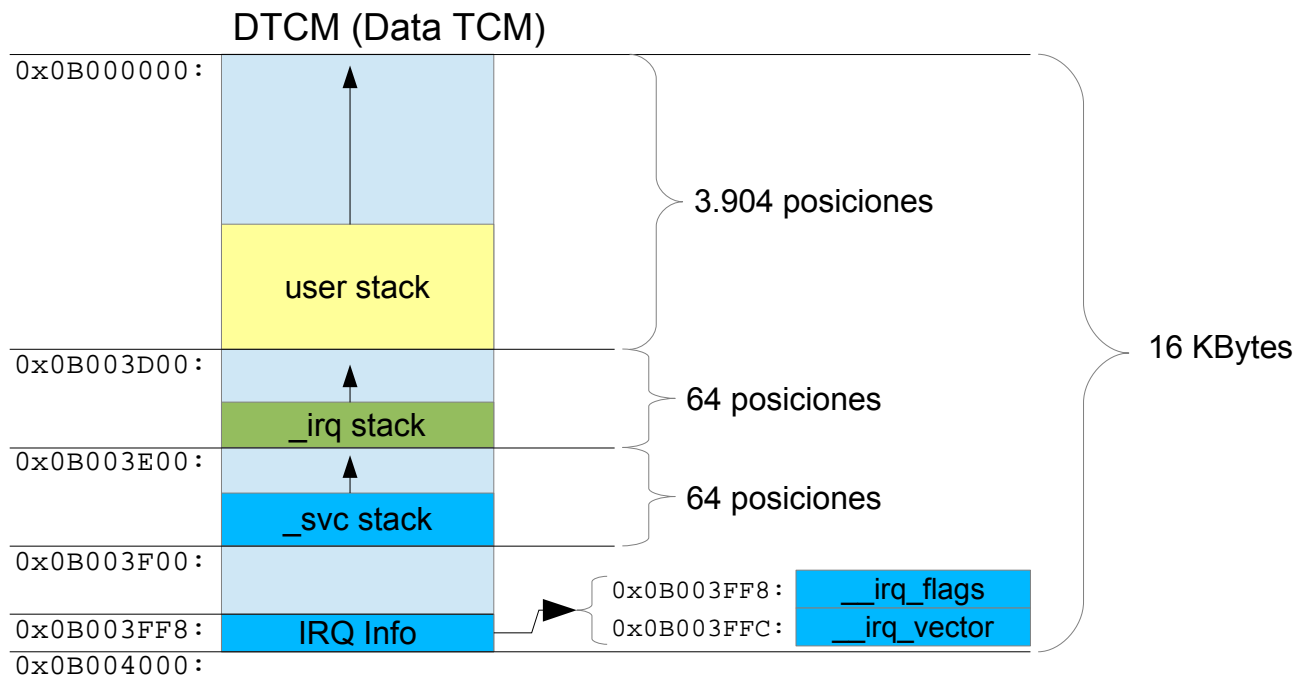 DTCM (Data TCM)
0x0B000000:
3.904 posiciones
user stack
16 KBytes
0x0B003D00:
64 posiciones
_irq stack
0x0B003E00:
64 posiciones
_svc stack
0x0B003F00:
0x0B003FF8: __irq_flags
0x0B003FF8: IRQ Info
0x0B003FFC: __irq_vector
0x0B004000: